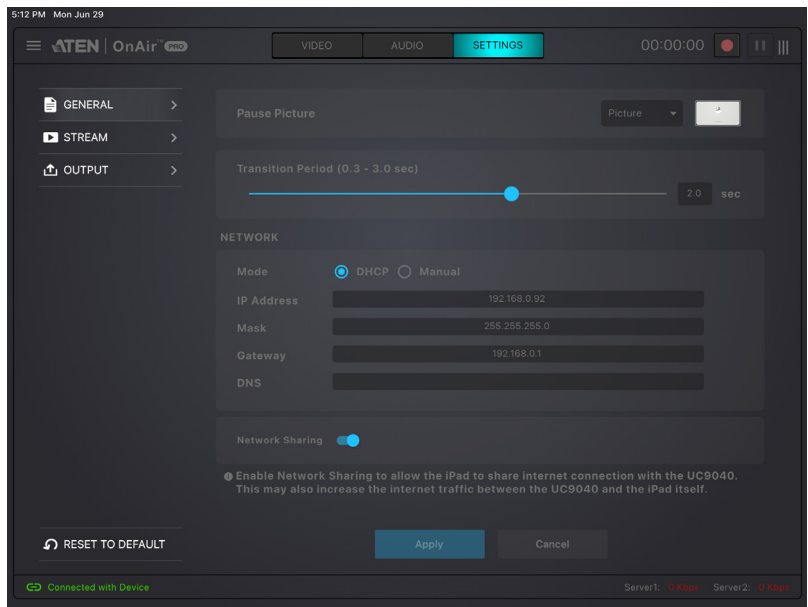 5:12 PM Mon Jun 29
ATEN OnAir™ PRO
VIDEO
AUDIO
SETTINGS
00:00:00
GENERAL
STREAM
OUTPUT
Pause Picture
Picture
Transition Period (0.3 - 3.0 sec)
2.0 sec
NETWORK
Mode DHCP Manual
IP Address 192.168.0.92
Mask 255.255.255.0
Gateway 192.168.0.1
DNS
Network Sharing
Enable Network Sharing to allow the iPad to share internet connection with the UC9040.
This may also increase the internet traffic between the UC9040 and the iPad itself.
RESET TO DEFAULT
Apply
Cancel
Connected with Device
Server1: 0 Kbps Server2: 0 Kbps